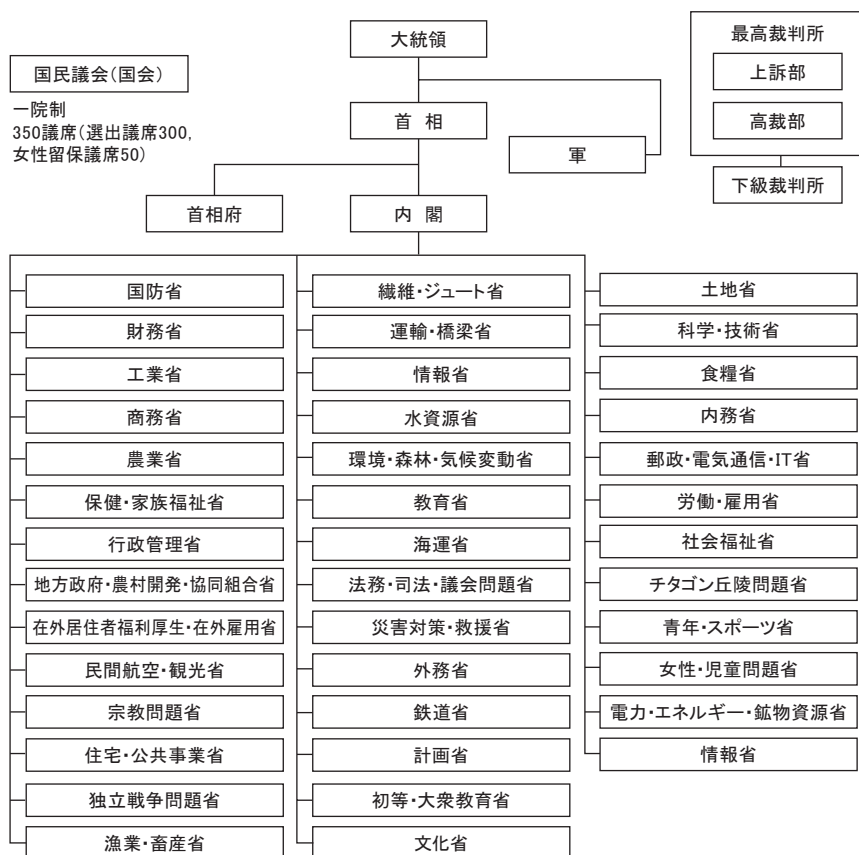 大統領
国民議会(国会)
一院制
350議席(選出議席300,
女性留保議席50)
首 相
軍
最高裁判所
上訴部
高裁部
下級裁判所
首相府
内 閣
国防省
財務省
工業省
商務省
農業省
保健・家族福祉省
行政管理省
地方政府・農村開発・協同組合省
在外居住者福利厚生・在外雇用省
民間航空・観光省
宗教問題省
住宅・公共事業省
独立戦争問題省
漁業・畜産省
繊維・ジュート省
運輸・橋梁省
情報省
水資源省
環境・森林・気候変動省
教育省
海運省
法務・司法・議会問題省
災害対策・救援省
外務省
鉄道省
計画省
初等・大衆教育省
文化省
土地省
科学・技術省
食糧省
内務省
郵政・電気通信・IT省
労働・雇用省
社会福祉省
チタゴン丘陵問題省
青年・スポーツ省
女性・児童問題省
電力・エネルギー・鉱物資源省
情報省